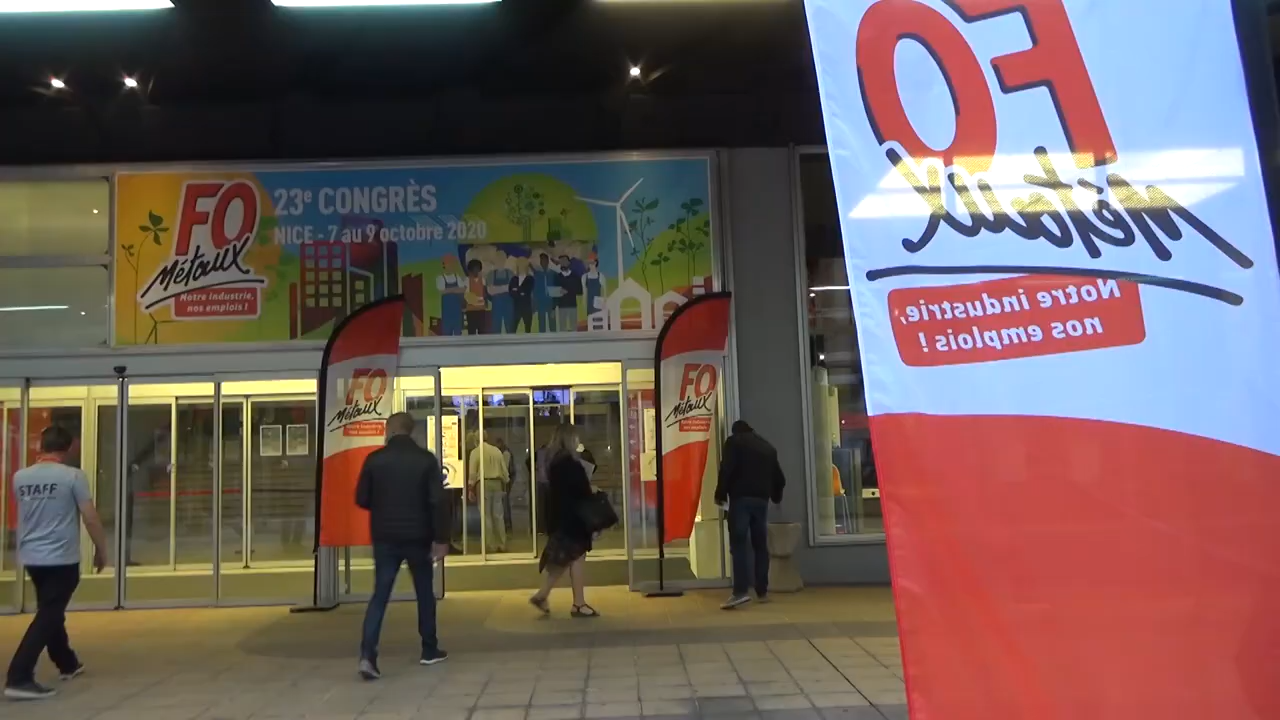 FO
Métaux
Notre industrie,
nos emplois !
23e CONGRÈS
NICE - 7 au 9 octobre 2020
FO
Métaux
FO
Métaux
STAFF
FO
Métaux
Notre industrie,
nos emplois !